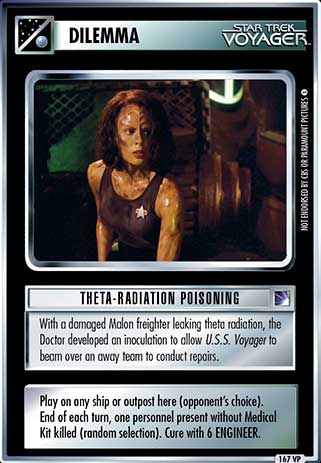 DILEMMA
STAR TREK
VOYAGER™
NOT ENDORSED BY CBS OR PARAMOUNT PICTURES
THETA-RADIATION POISONING
With a damaged Malon freighter leaking theta radiation, the
Doctor developed an inoculation to allow U.S.S. Voyager to
beam over an away team to conduct repairs.
Play on any ship or outpost here (opponent's choice).
End of each turn, one personnel present without Medical
Kit killed (random selection). Cure with 6 ENGINEER.
167 VP